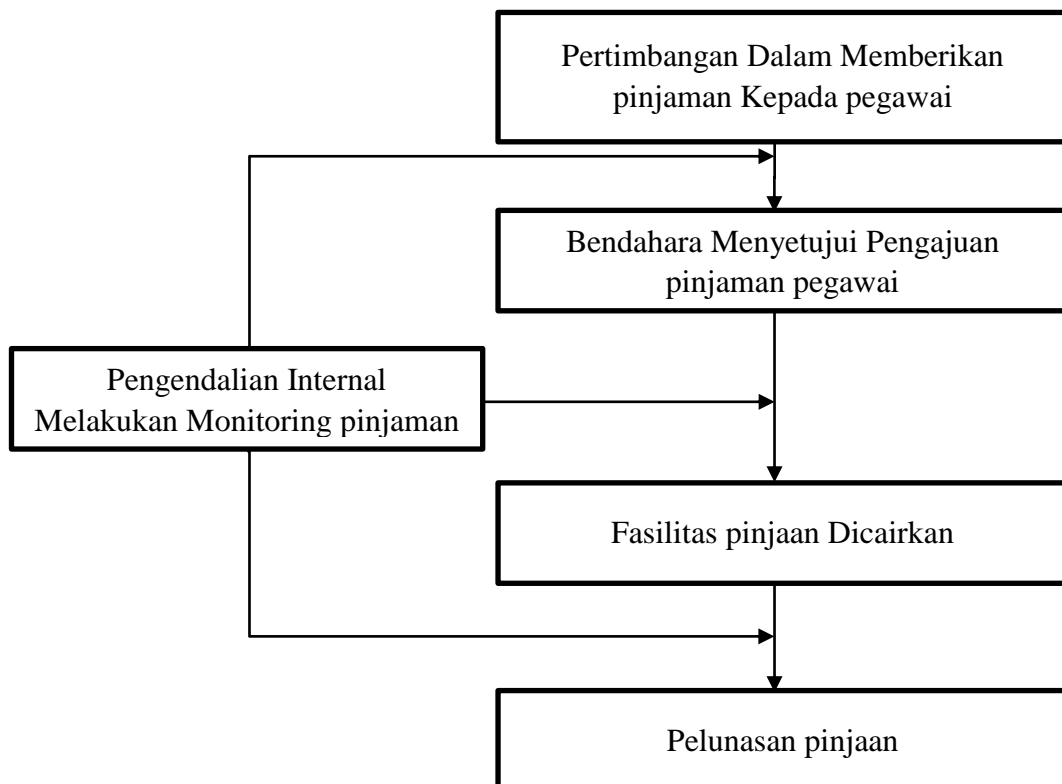 Pertimbangan Dalam Memberikan
pinjaman Kepada pegawai
Bendahara Menyetujui Pengajuan
pinjaman pegawai
Pengendalian Internal
Melakukan Monitoring pinjaman
Fasilitas pinjaan Dicairkan
Pelunasan pinjaan